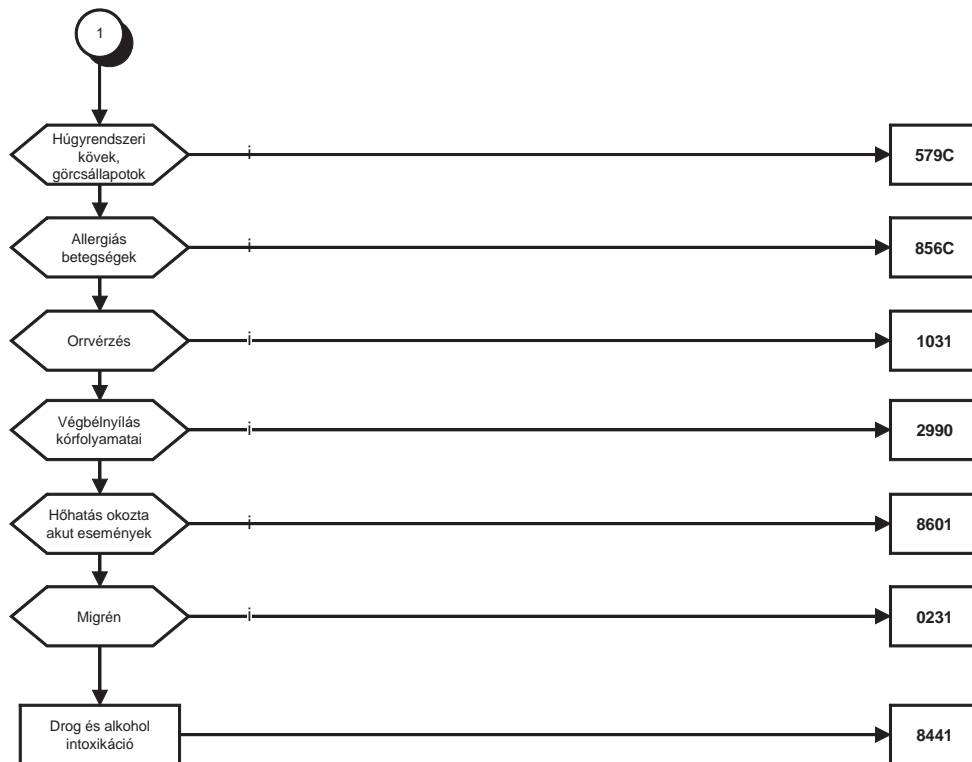 1
Húgyrendszeri
kövek,
görcsállapotok
i
579C
Allergiás
betegségek
i
856C
Orrvérzés
i
1031
Végbélnyílás
kórfolyamatai
i
2990
Hőhatás okozta
akut események
i
8601
Migrén
i
0231
Drog és alkohol
intoxikáció
8441